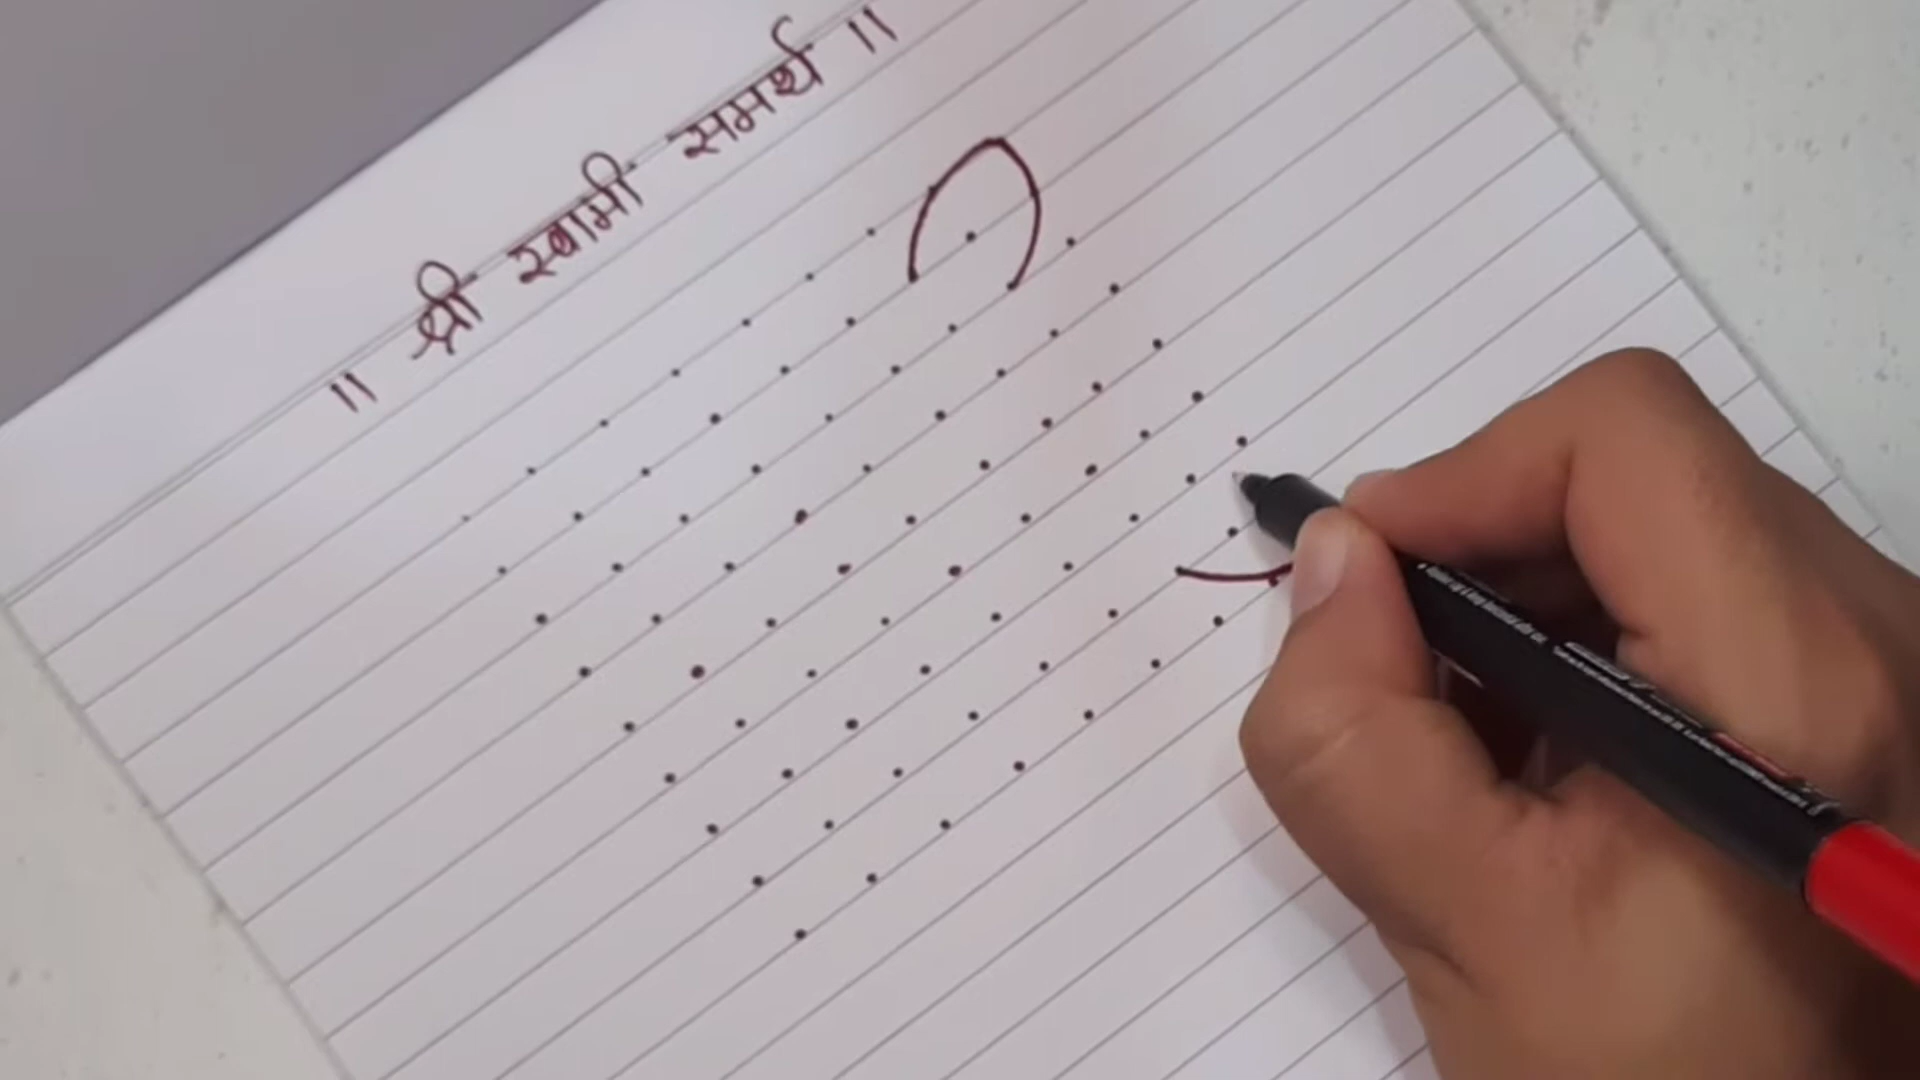 ॥ श्री स्वामी समर्थ ॥